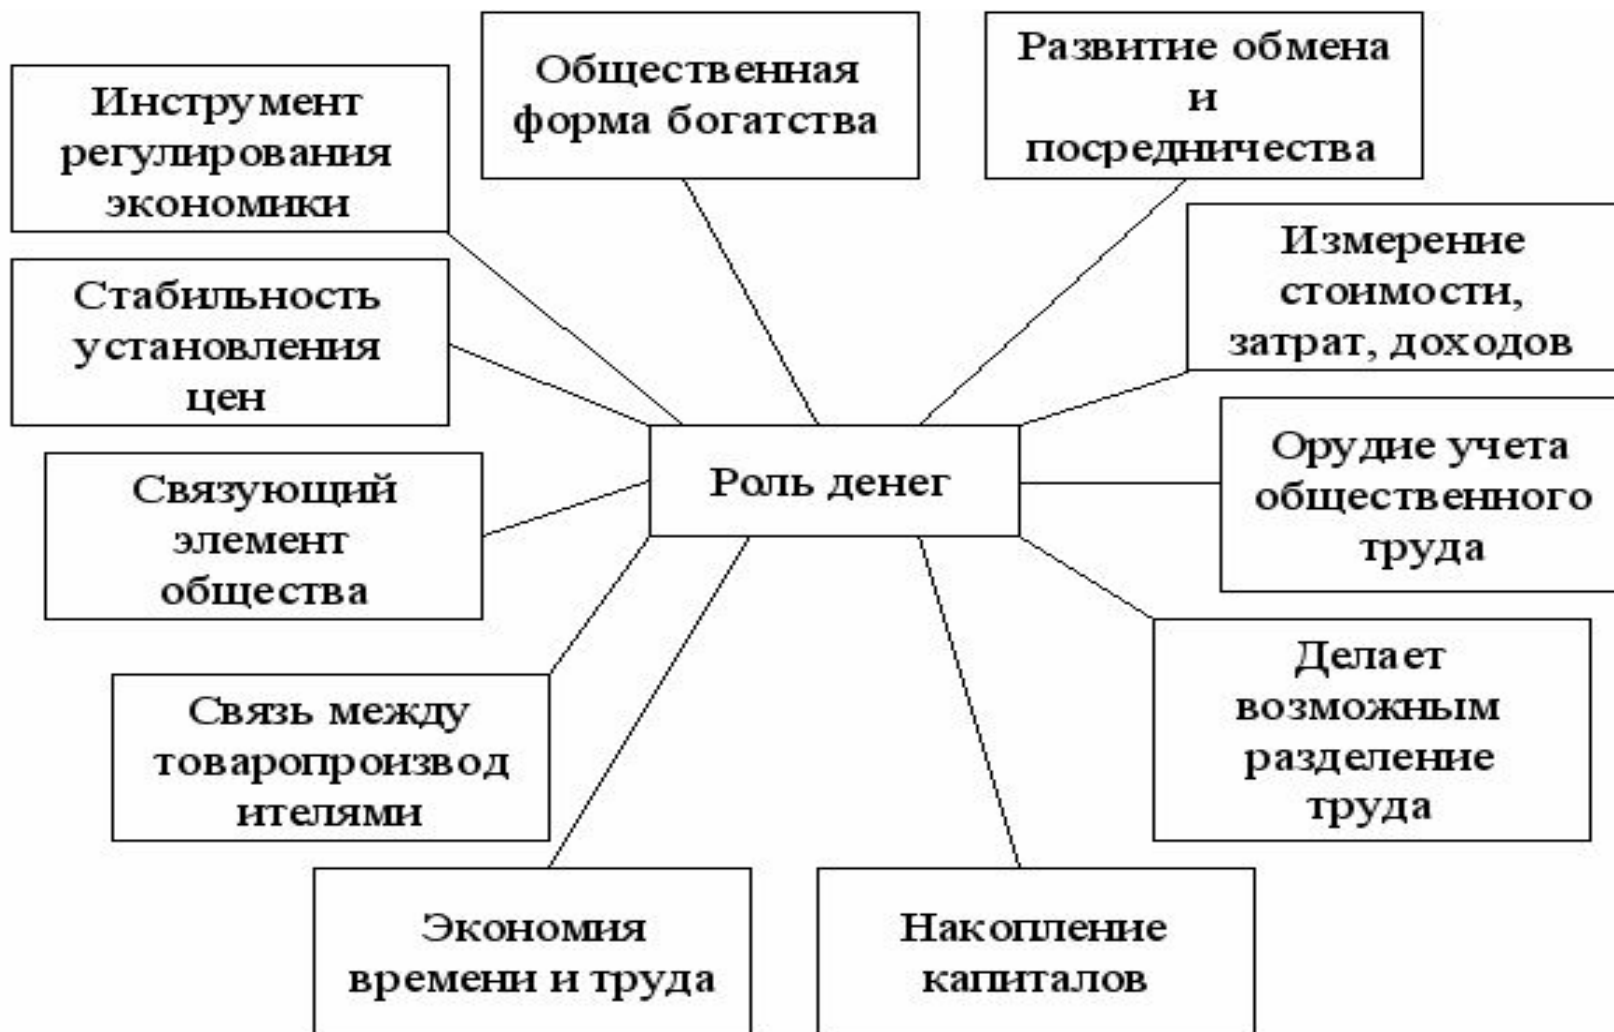 Инструмент
регулирования
экономики
Общественная
форма богатства
Развитие обмена
и
посредничества
Измерение
стоимости,
затрат, доходов
Стабильность
установления
цен
Роль денег
Орудие учета
общественного
труда
Связующий
элемент
общества
Делает
возможным
разделение
труда
Связь между
товаропроизвод
ителями
Экономия
времени и труда
Накопление
капиталов